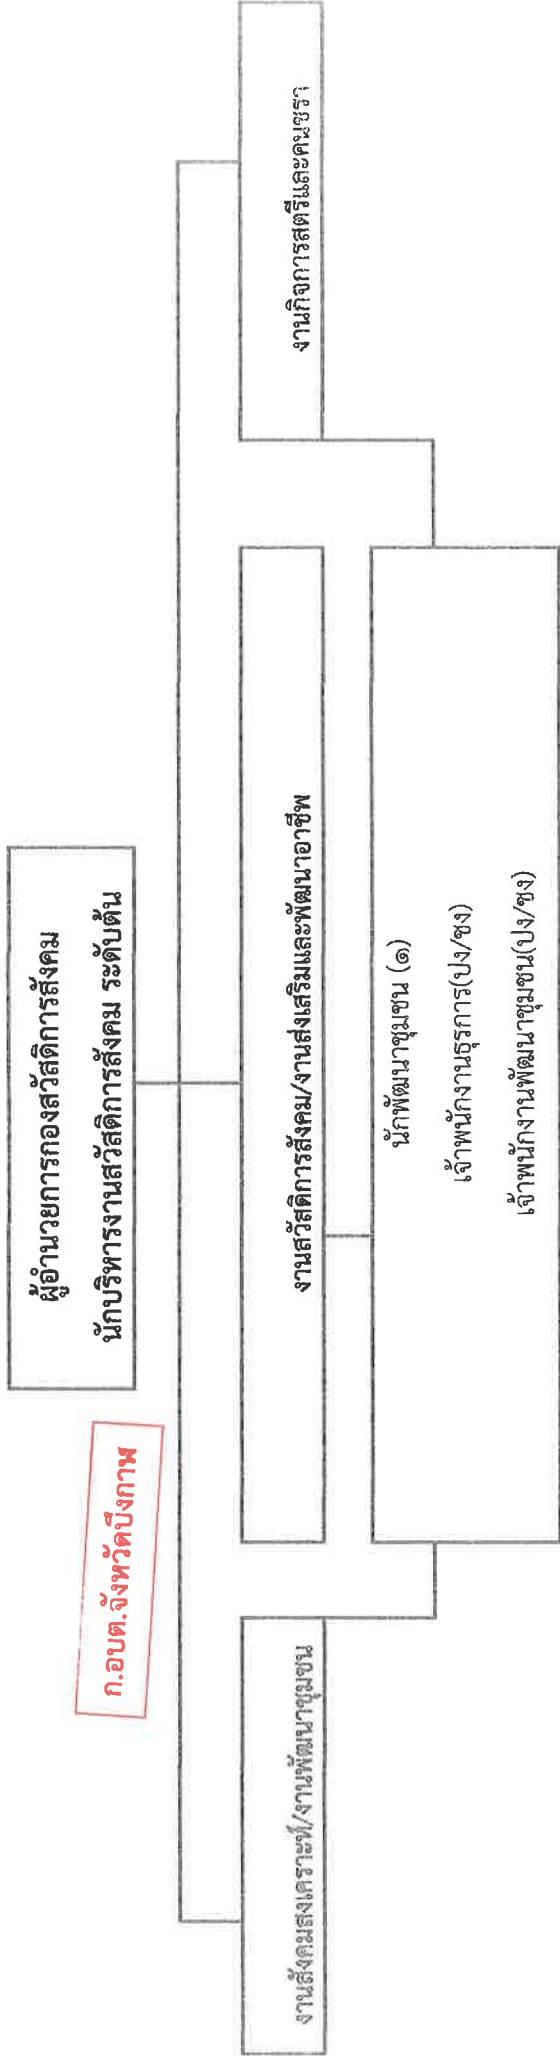 ผู้อำนวยการกองสวัสดิการสังคม
นักบริหารงานสวัสดิการสังคม ระดับต้น
ก.อบต.จังหวัดบึงกาฬ
งานสังคมสงเคราะห์/งานพัฒนาชุมชน
งานสวัสดิการสังคม/งานส่งเสริมและพัฒนาอาชีพ
งานกิจการสตรีและคนชรา
นักพัฒนาชุมชน (๑)
เจ้าพนักงานธุรการ(ปง/ชง)
เจ้าพนักงานพัฒนาชุมชน(ปง/ชง)